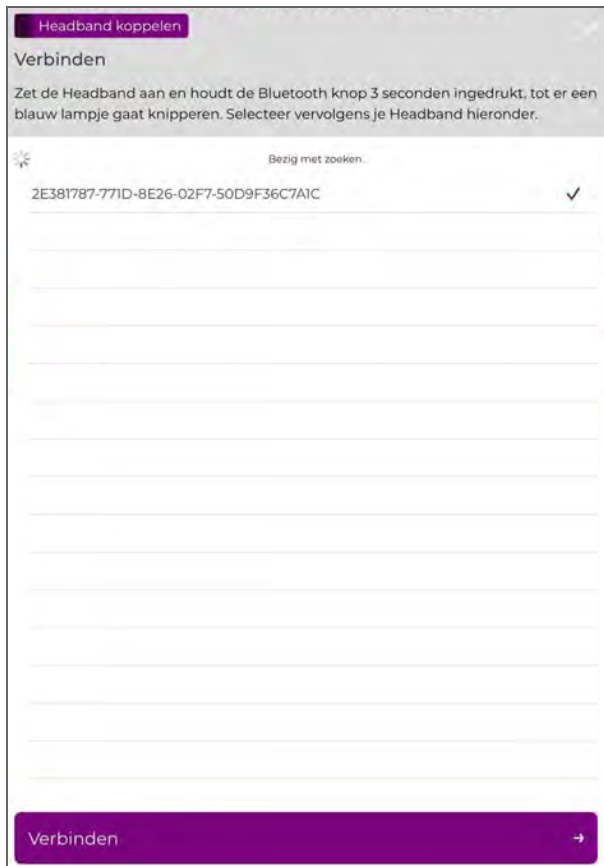 Headband koppelen
Verbinden
Zet de Headband aan en houdt de Bluetooth knop 3 seconden ingedrukt, tot er een
blauw lampje gaat knipperen. Selecteer vervolgens je Headband hieronder.
Bezig met zoeken.
2E381787-771D-8E26-02F7-50D9F36C7A1C
Verbinden